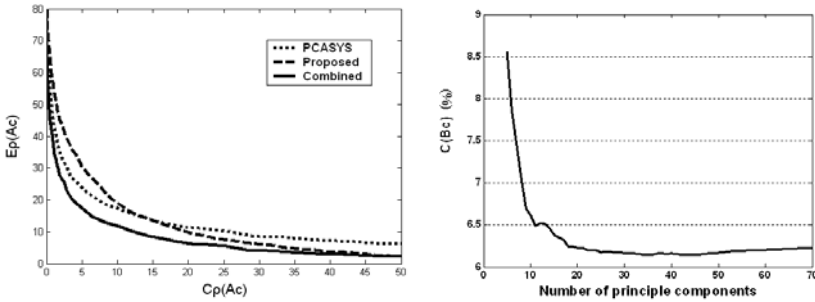 80
70
60
50
40
30
20
10
0
Ep(Ac)
PCASYS
Proposed
Combined
0 5 10 15 20 25 30 35 40 45 50
Cp(Ac)
9
8.5
8
7.5
7
6.5
6
C(Bc) (%)
0 10 20 30 40 50 60 70
Number of principle components